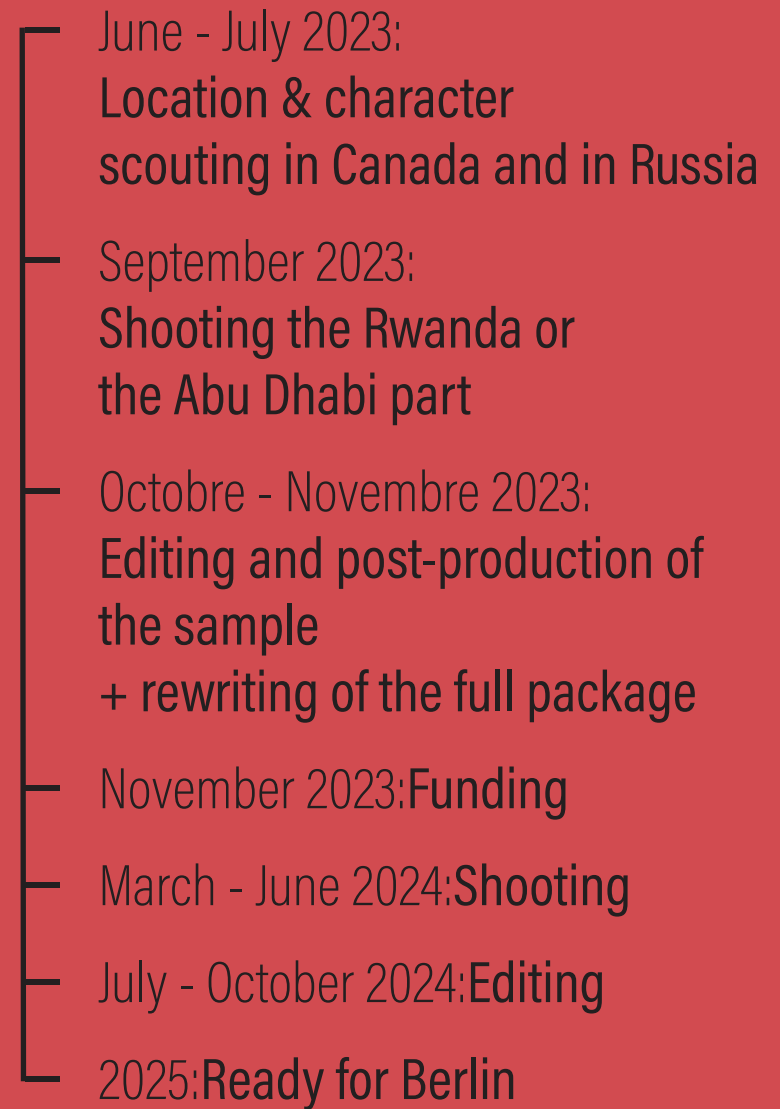 June - July 2023:
Location & character
scouting in Canada and in Russia
September 2023:
Shooting the Rwanda or
the Abu Dhabi part
Octobre - Novembre 2023:
Editing and post-production of
the sample
+ rewriting of the full package
November 2023:Funding
March - June 2024:Shooting
July - October 2024:Editing
2025:Ready for Berlin